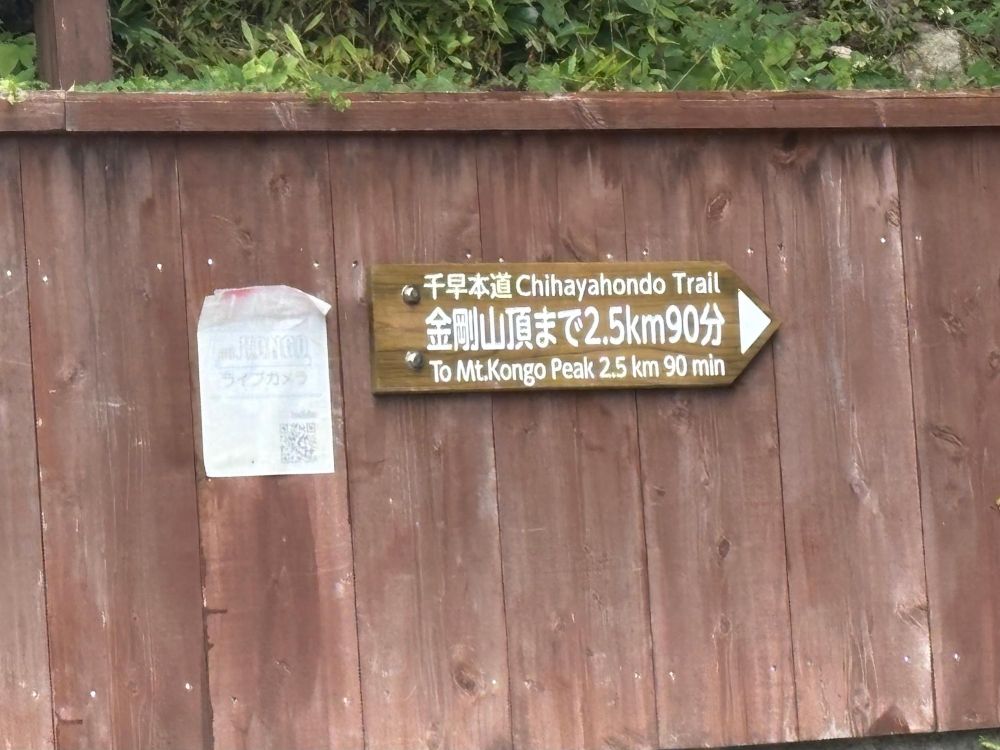 KONGO
ライブカメラ
千早本道 Chihayahondo Trail
金剛山頂まで2.5km90分
To Mt.Kongo Peak 2.5 km 90 min